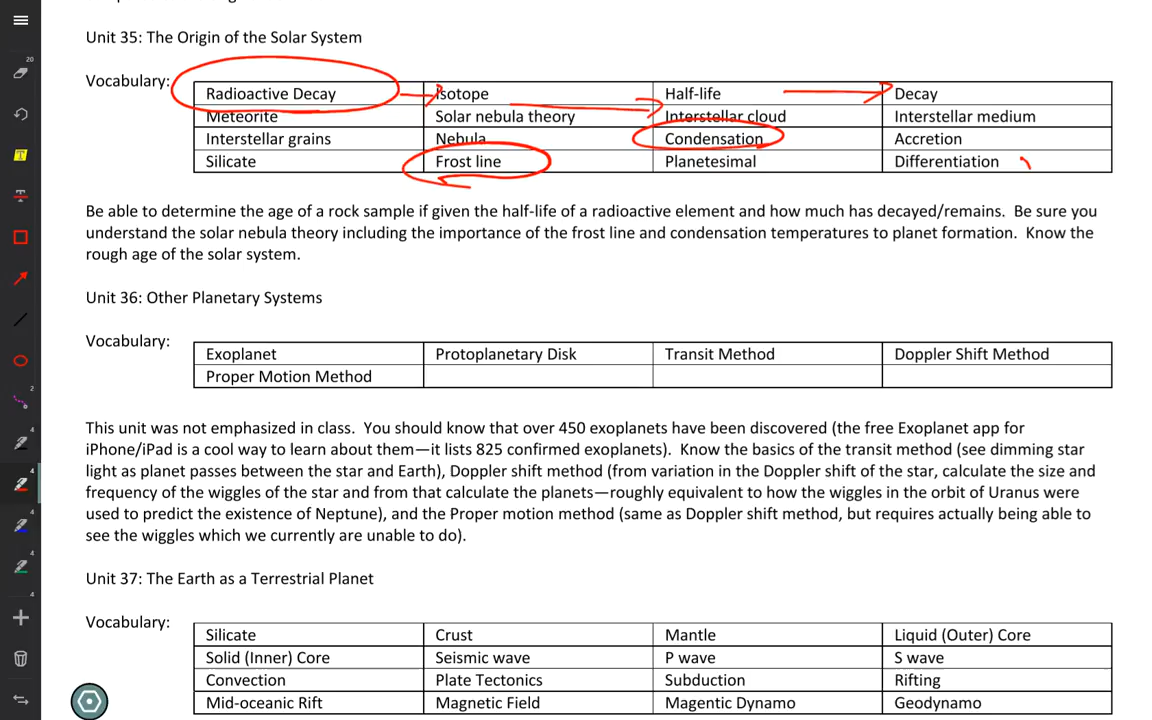 Unit 35: The Origin of the Solar System
Vocabulary:
Radioactive Decay Isotope Half-life Decay
Meteorite Solar nebula theory Interstellar cloud Interstellar medium
Interstellar grains Nebula Condensation Accretion
Silicate Frost line Planetesimal Differentiation
Be able to determine the age of a rock sample if given the half-life of a radioactive element and how much has decayed/remains. Be sure you
understand the solar nebula theory including the importance of the frost line and condensation temperatures to planet formation. Know the
rough age of the solar system.
Unit 36: Other Planetary Systems
Vocabulary:
Exoplanet Protoplanetary Disk Transit Method Doppler Shift Method
Proper Motion Method
This unit was not emphasized in class. You should know that over 450 exoplanets have been discovered (the free Exoplanet app for
iPhone/iPad is a cool way to learn about them—it lists 825 confirmed exoplanets). Know the basics of the transit method (see dimming star
light as planet passes between the star and Earth), Doppler shift method (from variation in the Doppler shift of the star, calculate the size and
frequency of the wiggles of the star and from that calculate the planets—roughly equivalent to how the wiggles in the orbit of Uranus were
used to predict the existence of Neptune), and the Proper motion method (same as Doppler shift method, but requires actually being able to
see the wiggles which we currently are unable to do).
Unit 37: The Earth as a Terrestrial Planet
Vocabulary:
Silicate Crust Mantle Liquid (Outer) Core
Solid (Inner) Core Seismic wave P wave S wave
Convection Plate Tectonics Subduction Rifting
Mid-oceanic Rift Magnetic Field Magentic Dynamo Geodynamo
20
T
T
2
4
4
4
4
4